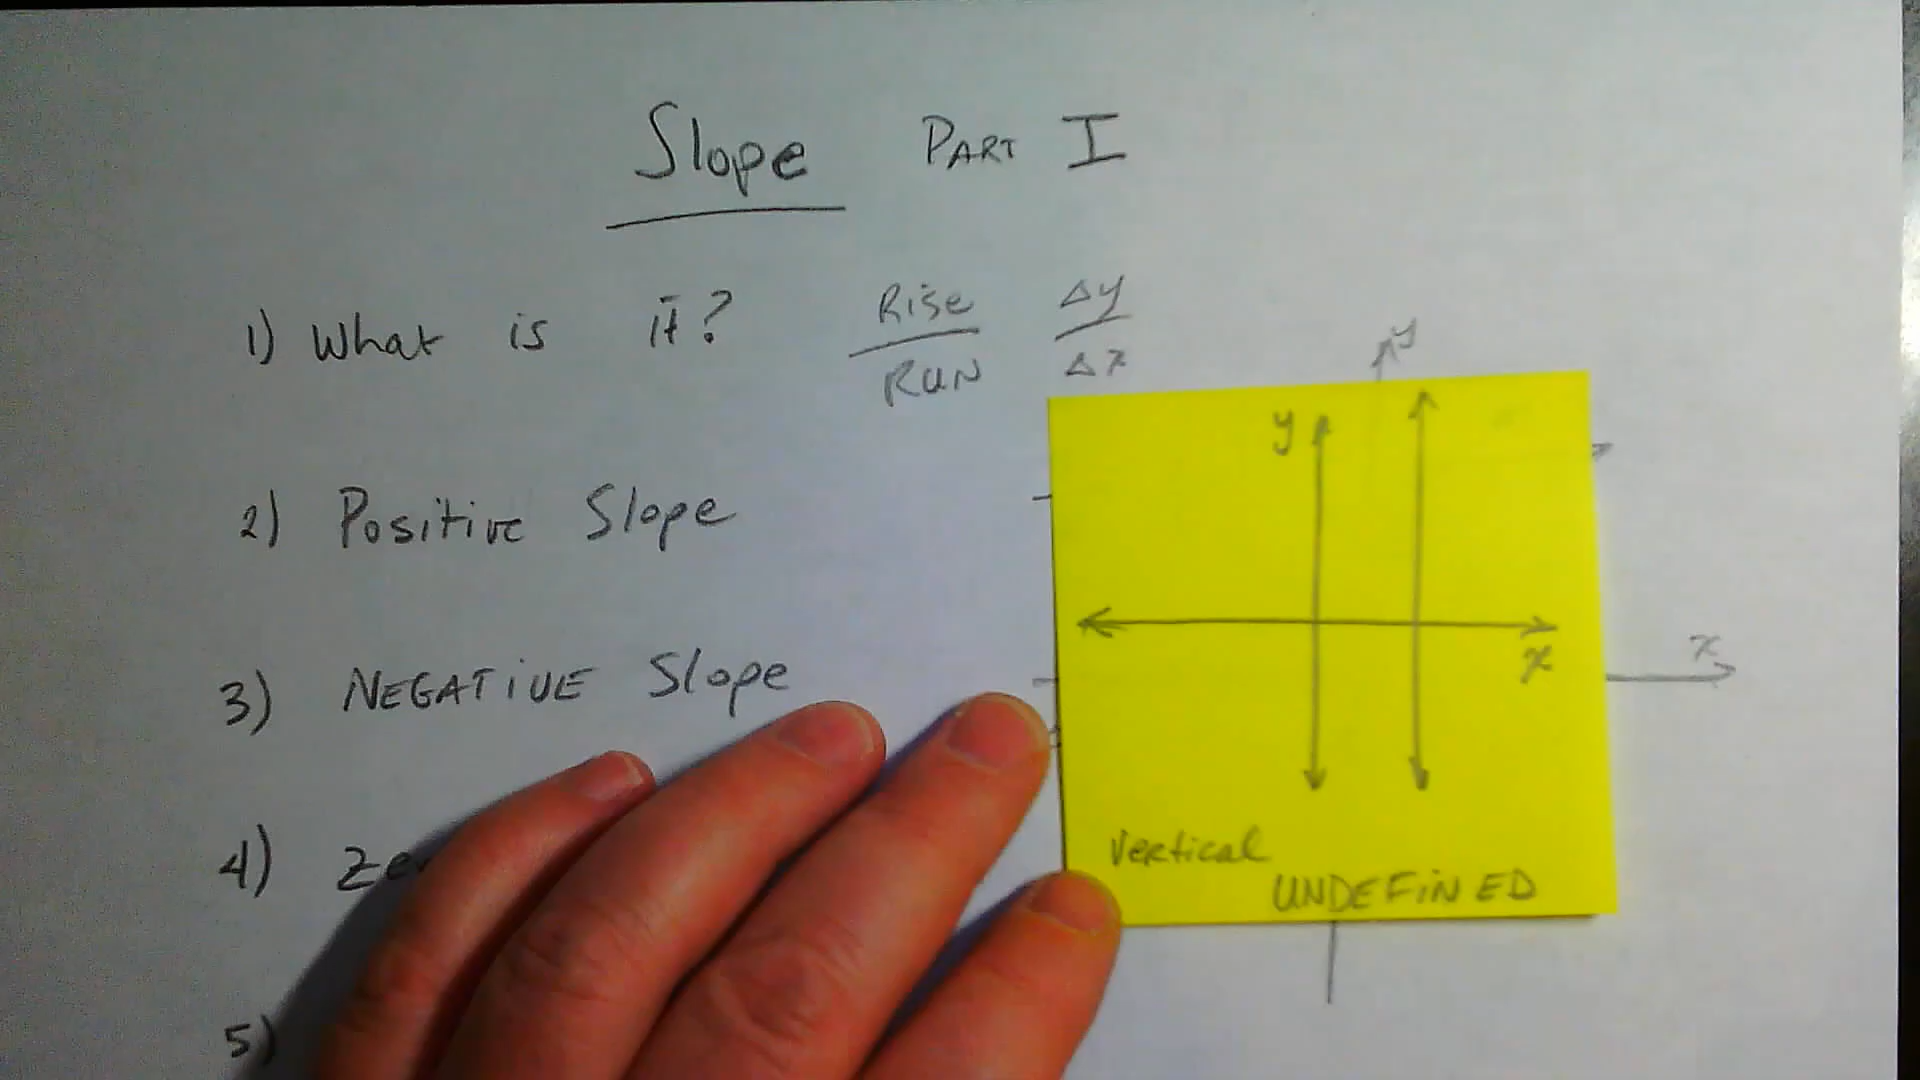 Slope PART I
1) What is it? Rise/RUN Δy/Δx
2) Positive Slope
3) NEGATiVE Slope
4)
5)
y
x
y
x
Vertical
UNDEFiNED